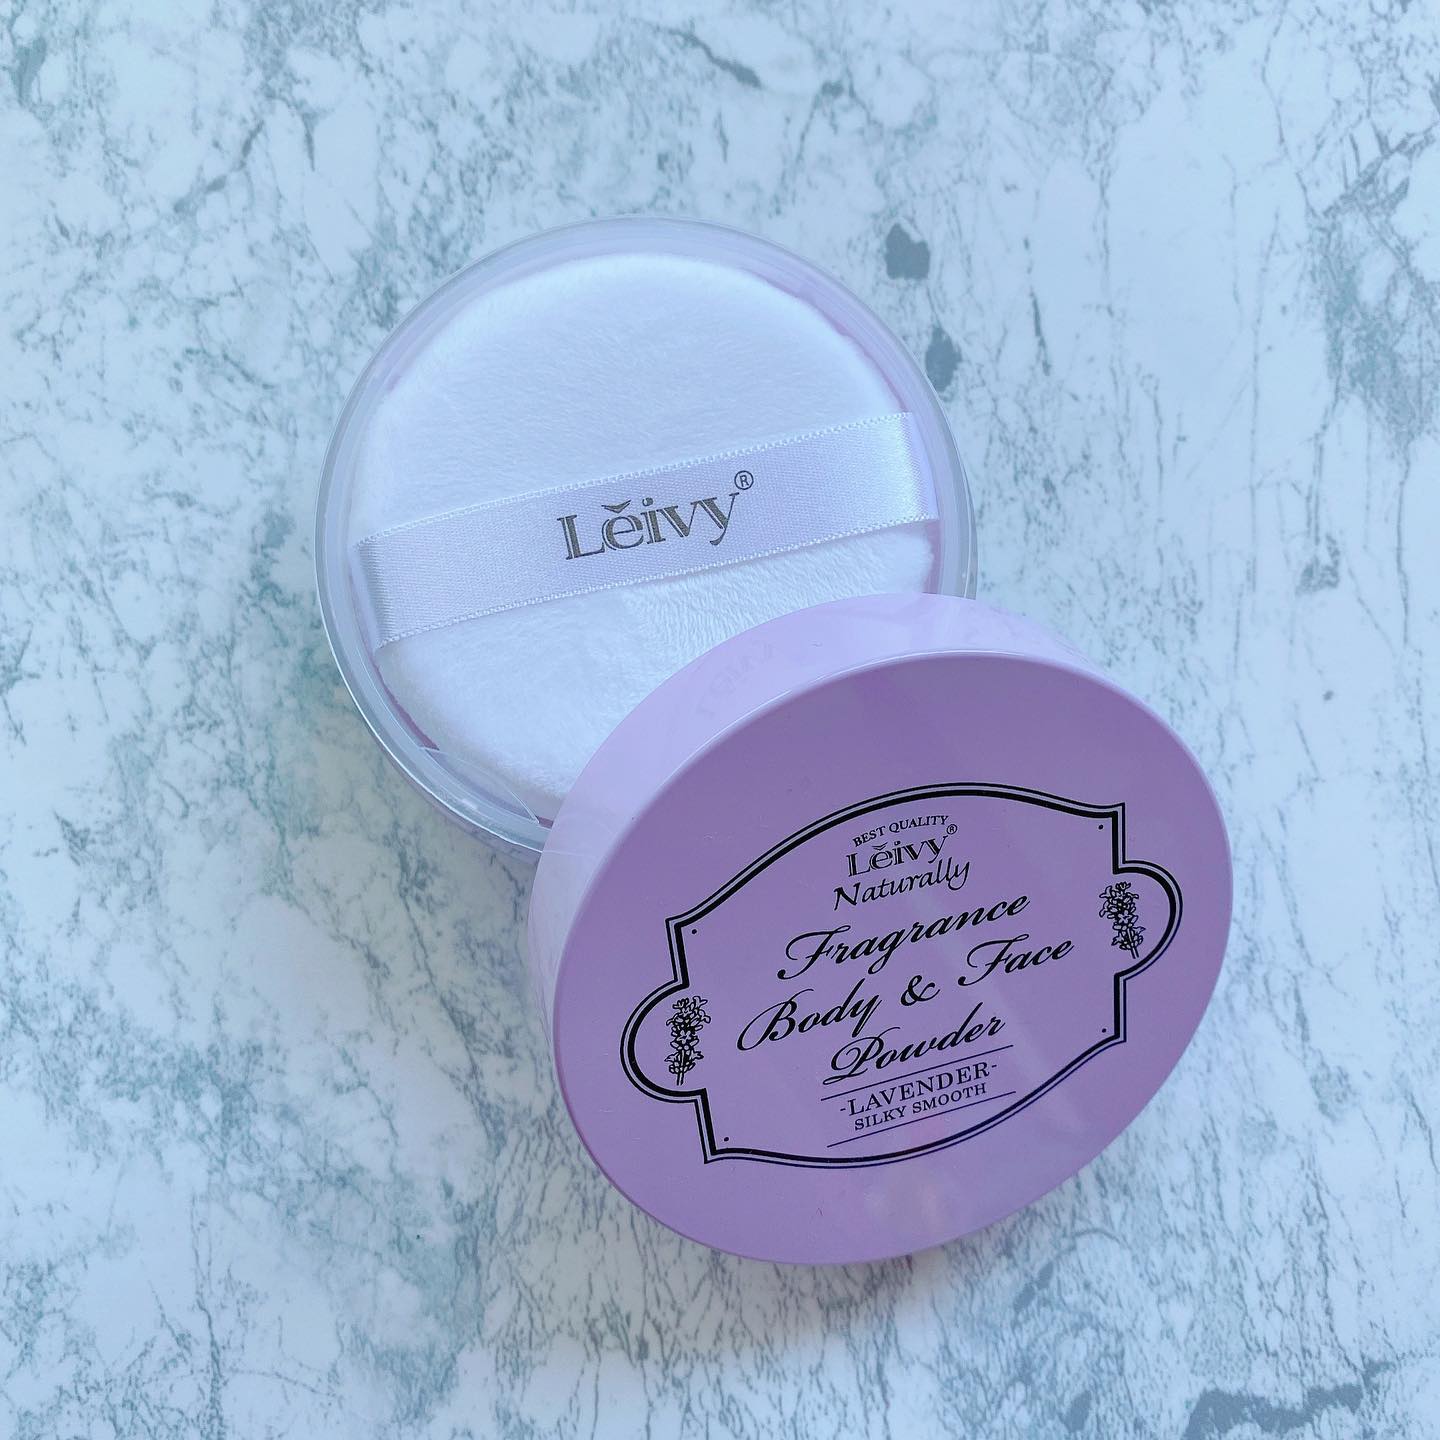 Lĕivy®
BEST QUALITY
Lĕivy®
Naturally
Fragrance
Body & Face
Powder
-LAVENDER-
SILKY SMOOTH